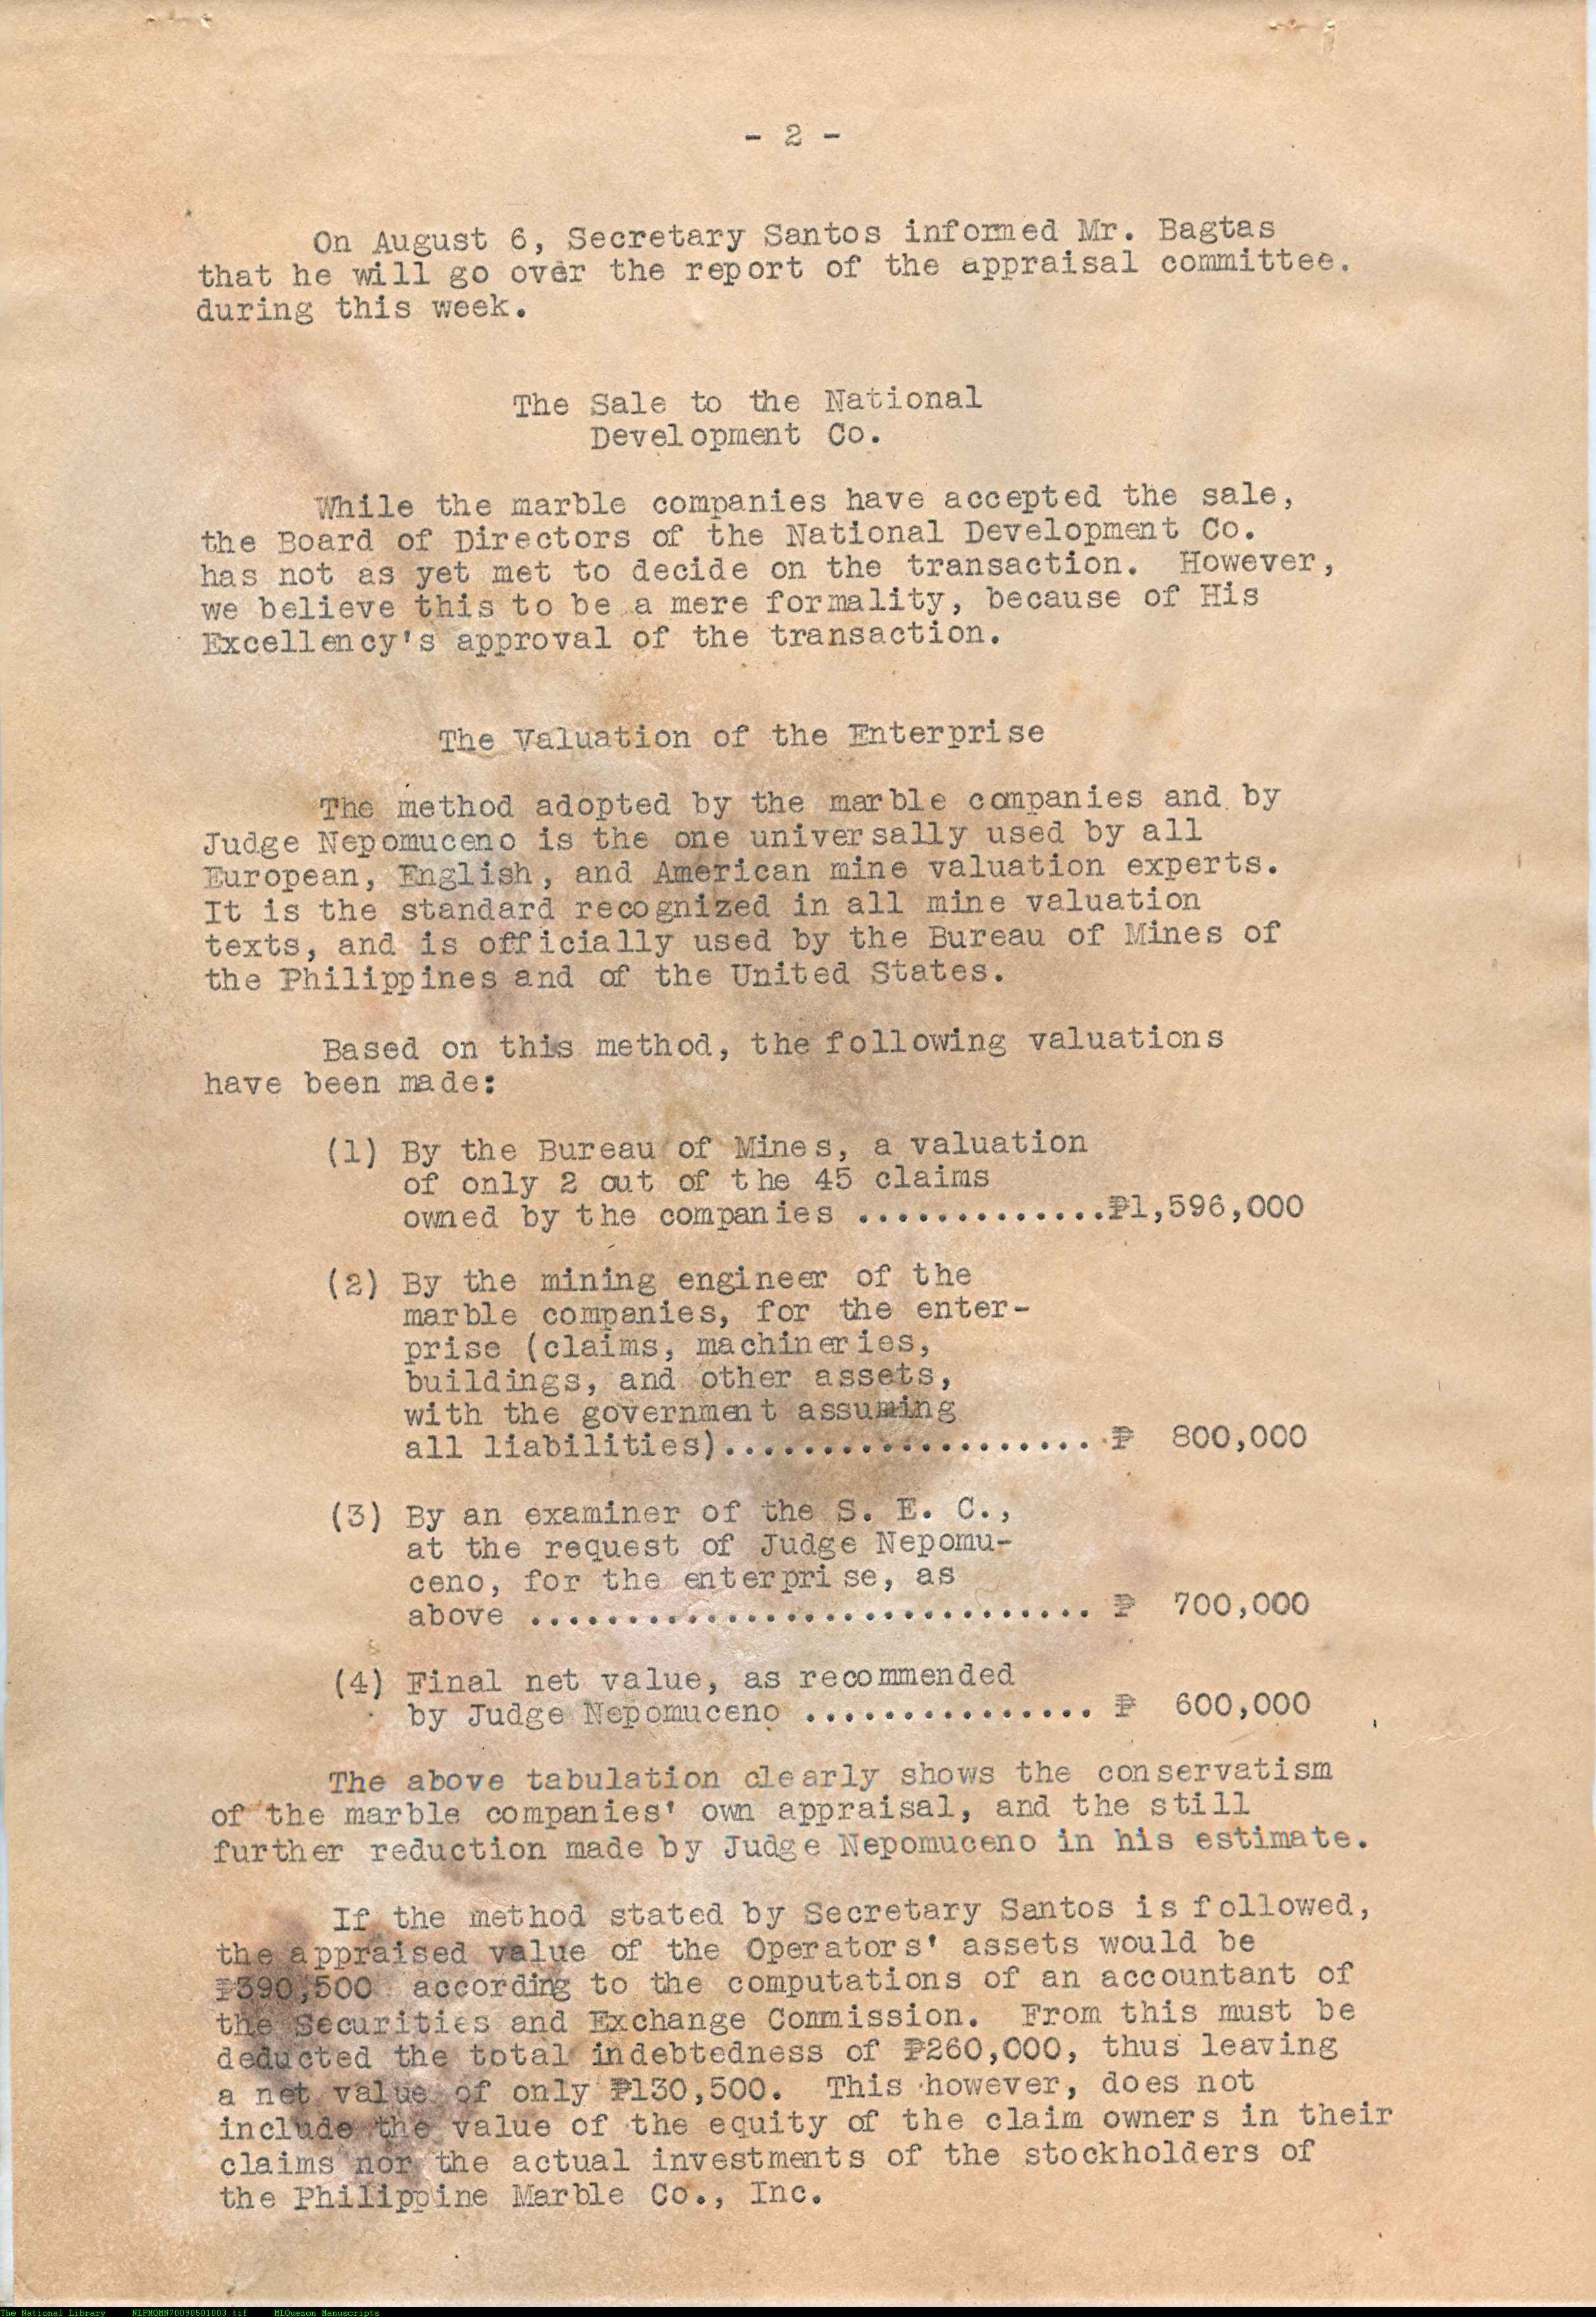 - 2 -
On August 6, Secretary Santos informed Mr. Bagtas
that he will go over the report of the appraisal committee.
during this week.
The Sale to the National
Development Co.
While the marble companies have accepted the sale,
the Board of Directors of the National Development Co.
has not as yet met to decide on the transaction. However,
we believe this to be a mere formality, because of His
Excellency's approval of the transaction.
The Valuation of the Enterprise
The method adopted by the marble companies and by
Judge Nepomuceno is the one universally used by all
European, English, and American mine valuation experts.
It is the standard recognized in all mine valuation
texts, and is officially used by the Bureau of Mines of
the Philippines and of the United States.
Based on this method, the following valuations
have been made:
(1) By the Bureau of Mines, a valuation
of only 2 out of the 45 claims
owned by the companies .............₱1,596,000
(2) By the mining engineer of the
marble companies, for the enter-
prise (claims, machineries,
buildings, and other assets,
with the government assuming
all liabilities)................... ₱ 800,000
(3) By an examiner of the S. E. C.,
at the request of Judge Nepomu-
ceno, for the enterprise, as
above ............................. ₱ 700,000
(4) Final net value, as recommended
by Judge Nepomuceno ............... ₱ 600,000
The above tabulation clearly shows the conservatism
of the marble companies' own appraisal, and the still
further reduction made by Judge Nepomuceno in his estimate.
If the method stated by Secretary Santos is followed,
the appraised value of the Operators' assets would be
₱390,500 according to the computations of an accountant of
the Securities and Exchange Commission. From this must be
deducted the total indebtedness of ₱260,000, thus leaving
a net value of only ₱130,500. This however, does not
include the value of the equity of the claim owners in their
claims nor the actual investments of the stockholders of
the Philippine Marble Co., Inc.
The National Library NLPMQMN70090501003.tif MLQuezon Manuscripts